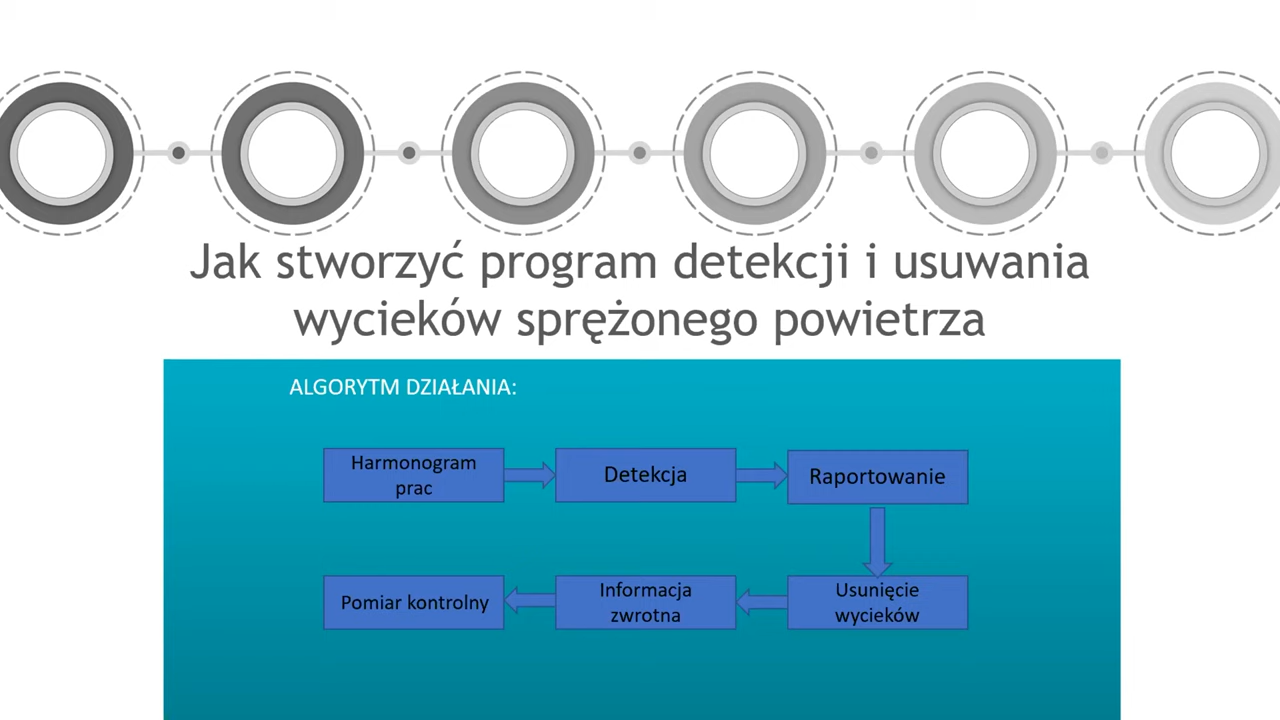 Jak stworzyć program detekcji i usuwania
wycieków sprężonego powietrza
ALGORYTM DZIAŁANIA:
Harmonogram
prac
Detekcja
Raportowanie
Usunięcie
wycieków
Informacja
zwrotna
Pomiar kontrolny